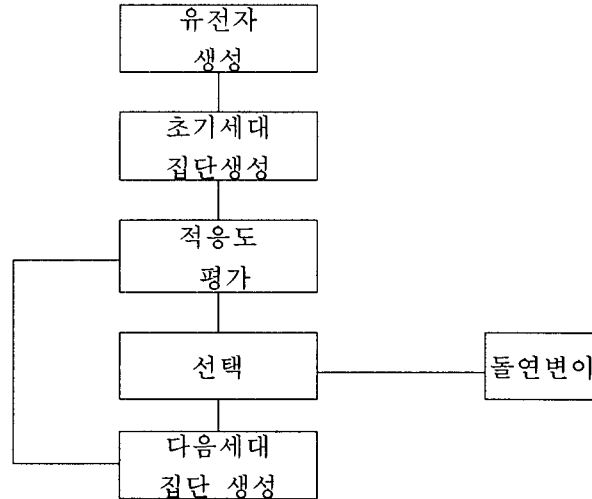 유전자
생성
초기세대
집단생성
적응도
평가
선택
돌연변이
다음세대
집단 생성